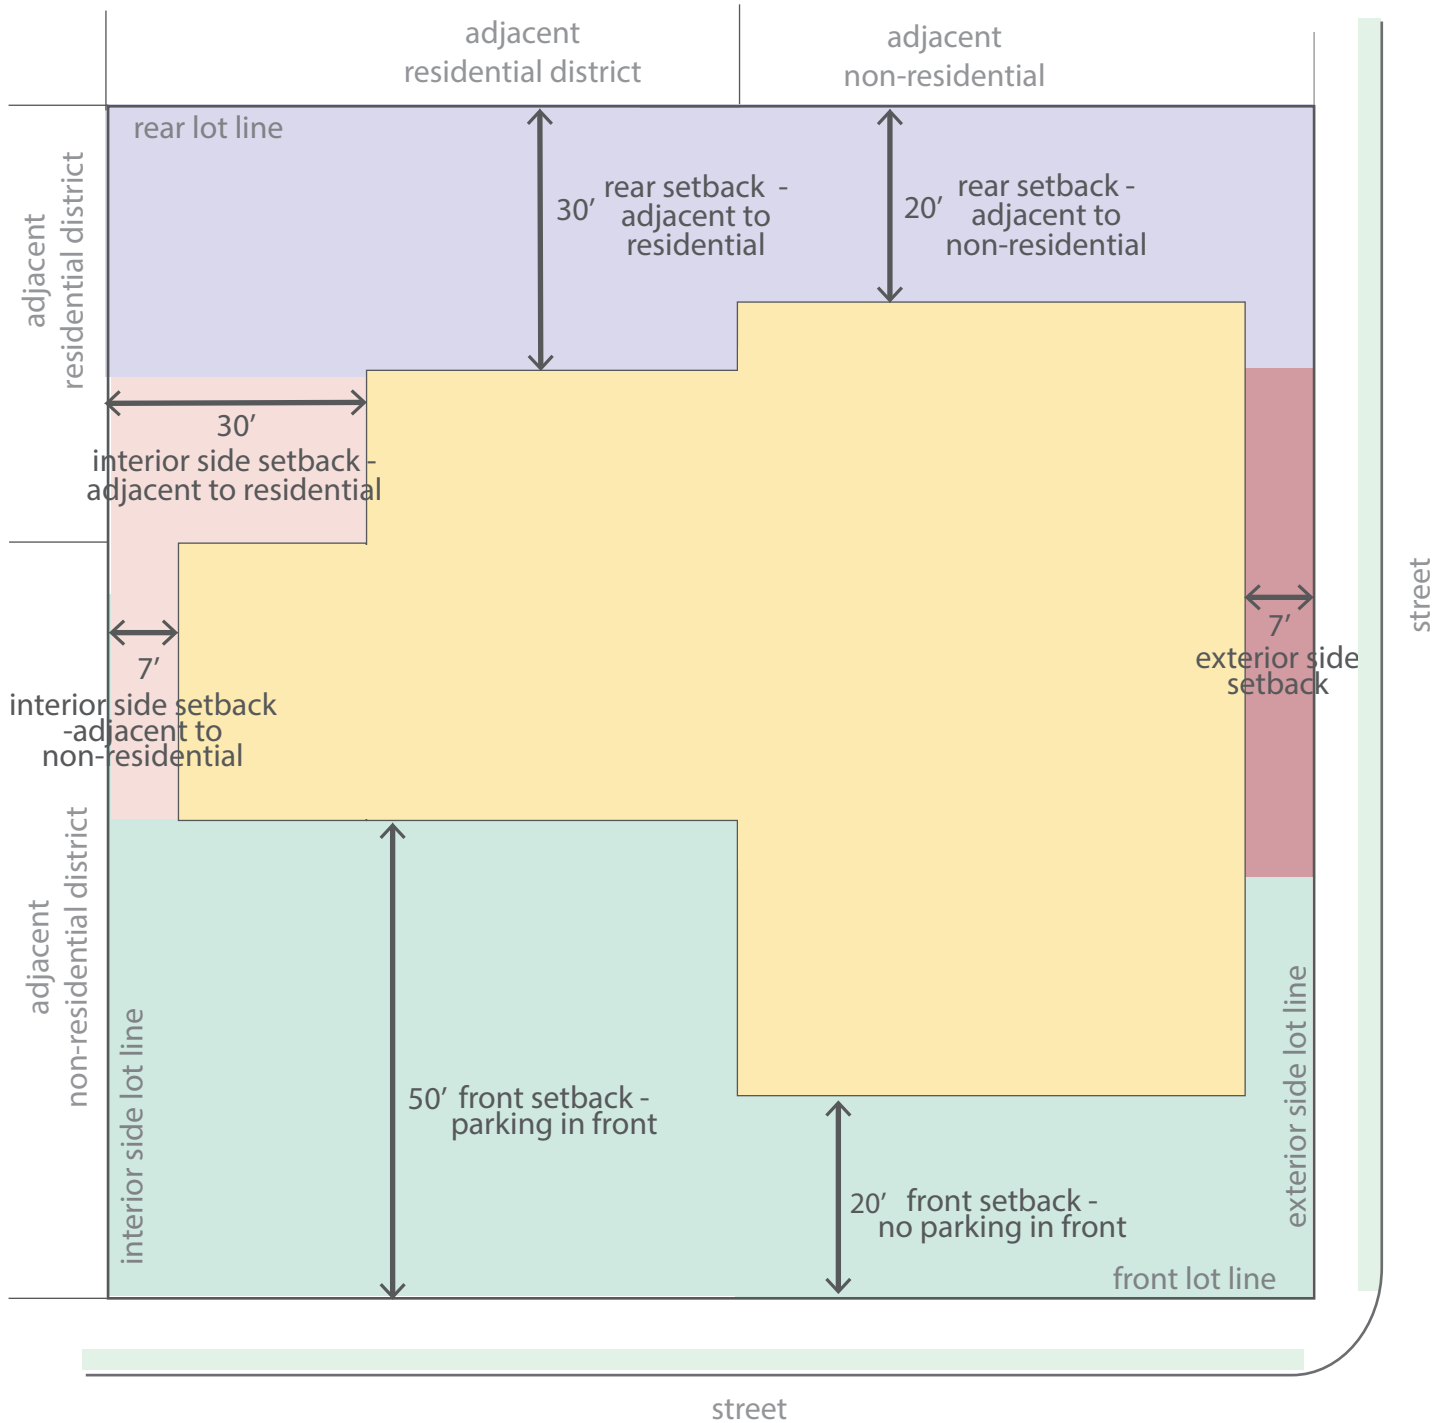 adjacent
residential district
adjacent
non-residential
rear lot line
adjacent
residential district
30’
rear setback -
adjacent to
residential
20’
rear setback -
adjacent to
non-residential
30’
interior side setback -
adjacent to residential
7’
interior side setback
-adjacent to
non-residential
7’
exterior side
setback
street
adjacent
non-residential district
interior side lot line
50’ front setback -
parking in front
20’ front setback -
no parking in front
exterior side lot line
front lot line
street